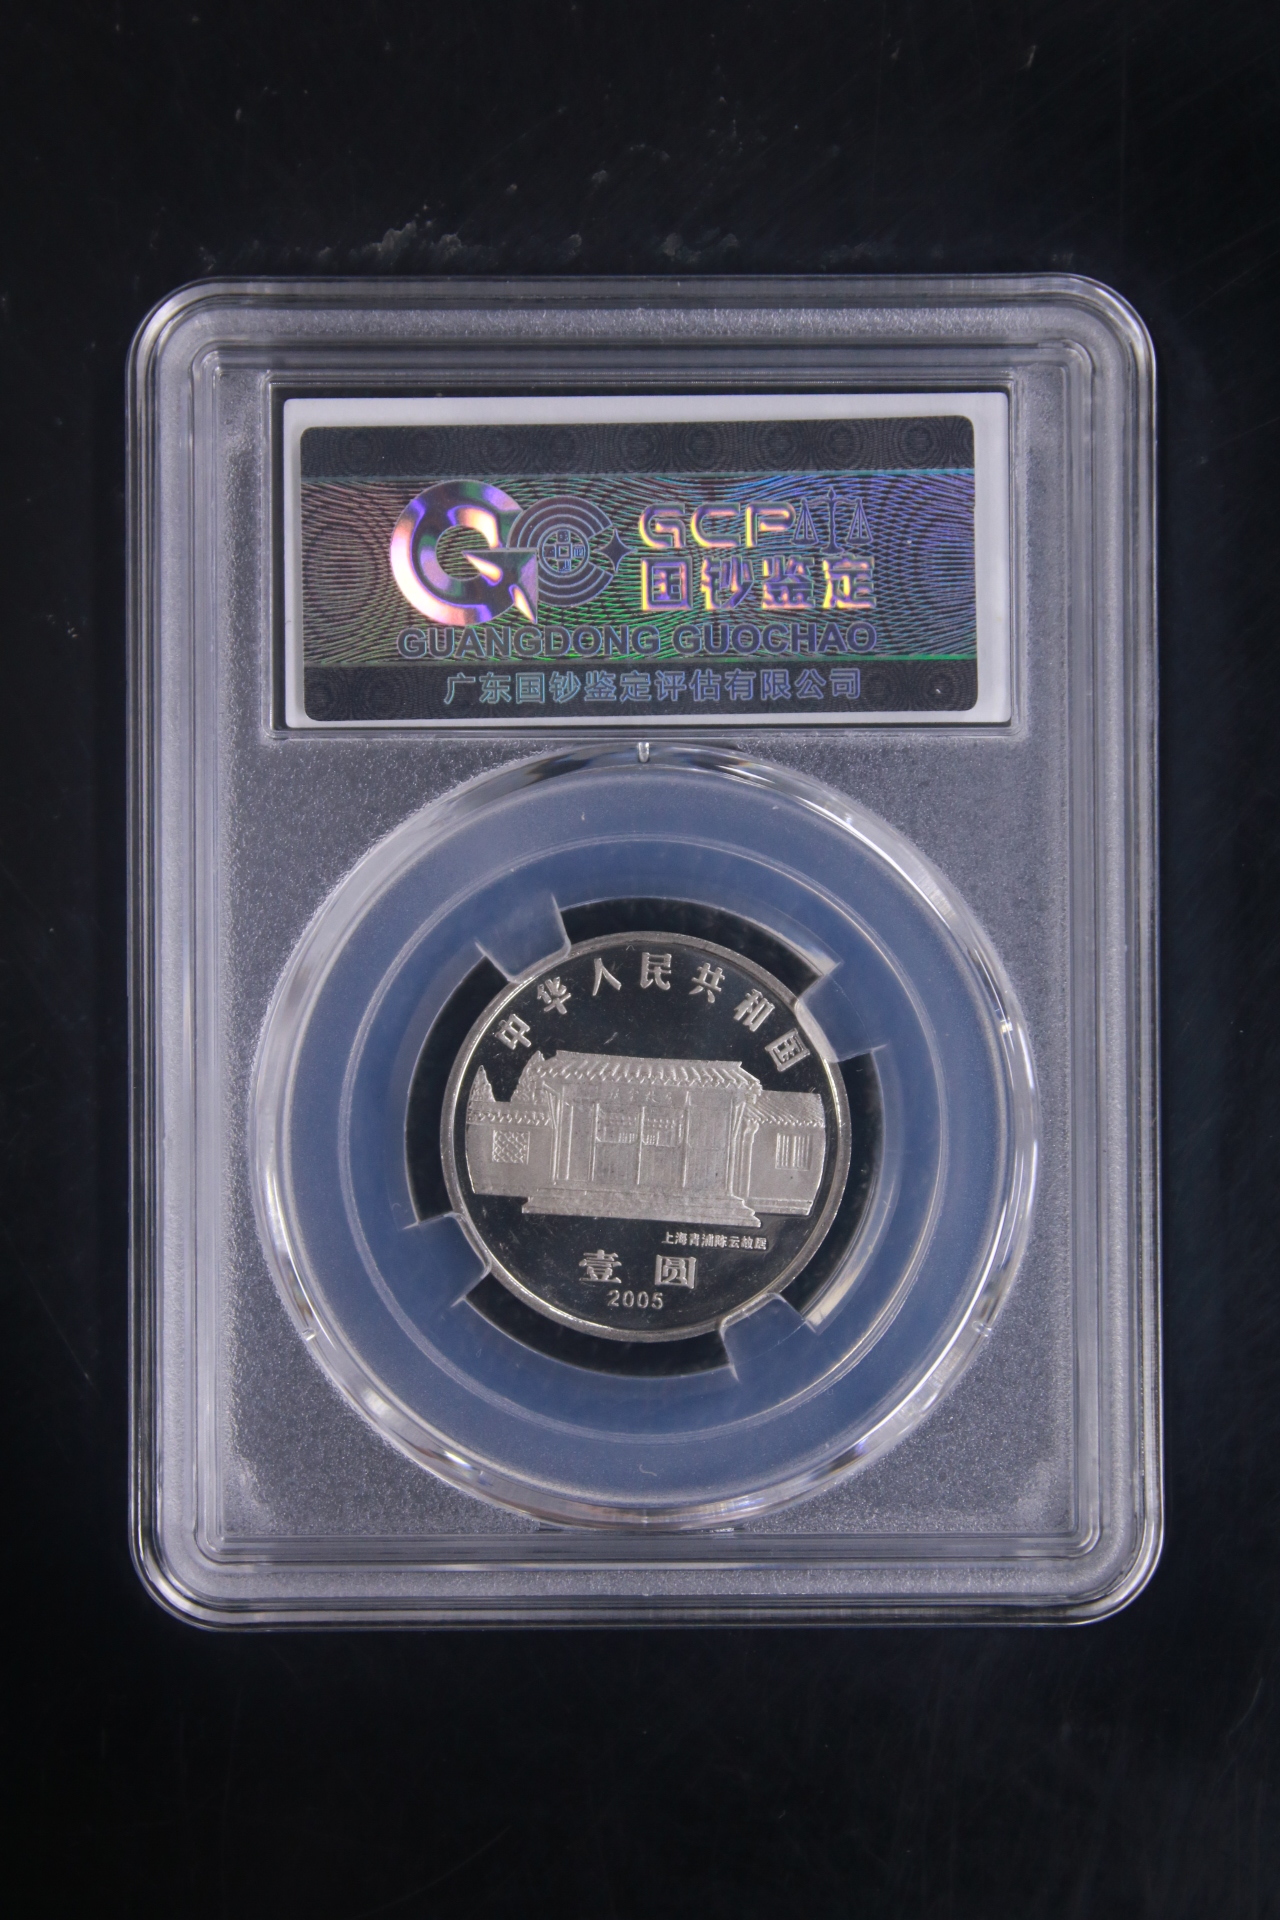 GCP
国钞鉴定
GUANGDONG GUOCHAO
广东国钞鉴定评估有限公司
中华人民共和国
上海青浦陈云故居
壹圆
2005